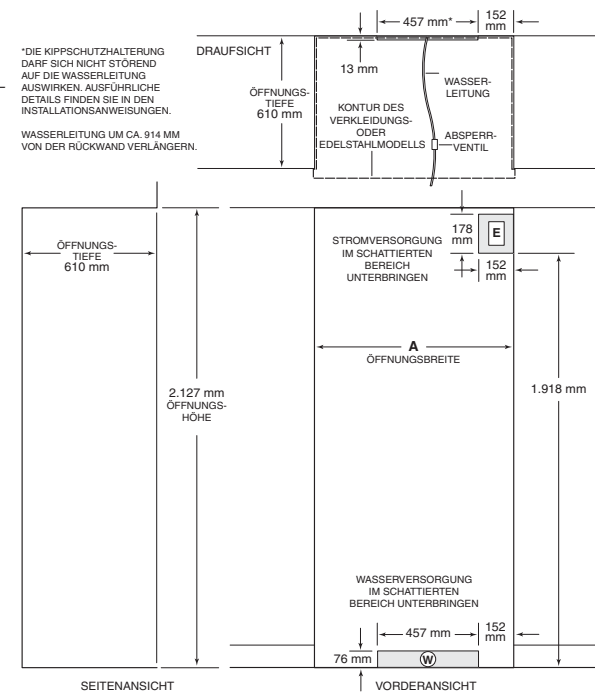 *DIE KIPPSCHUTZHALTERUNG
DARF SICH NICHT STÖREND
AUF DIE WASSERLEITUNG
AUSWIRKEN. AUSFÜHRLICHE
DETAILS FINDEN SIE IN DEN
INSTALLATIONSANWEISUNGEN.
WASSERLEITUNG UM CA. 914 MM
VON DER RÜCKWAND VERLÄNGERN.
DRAUFSICHT
457 mm*
152
mm
13 mm
ÖFFNUNGS-
TIEFE
610 mm
WASSER-
LEITUNG
KONTUR DES
VERKLEIDUNGS-
ODER
EDELSTAHLMODELLS
ABSPERR-
VENTIL
ÖFFNUNGS-
TIEFE
610 mm
2.127 mm
ÖFFNUNGS-
HÖHE
STROMVERSORGUNG
IM SCHATTIERTEN
BEREICH
UNTERBRINGEN
178
mm
E
152
mm
A
ÖFFNUNGSBREITE
1.918 mm
WASSERVERSORGUNG
IM SCHATTIERTEN
BEREICH UNTERBRINGEN
457 mm
152
mm
76 mm
W
SEITENANSICHT
VORDERANSICHT